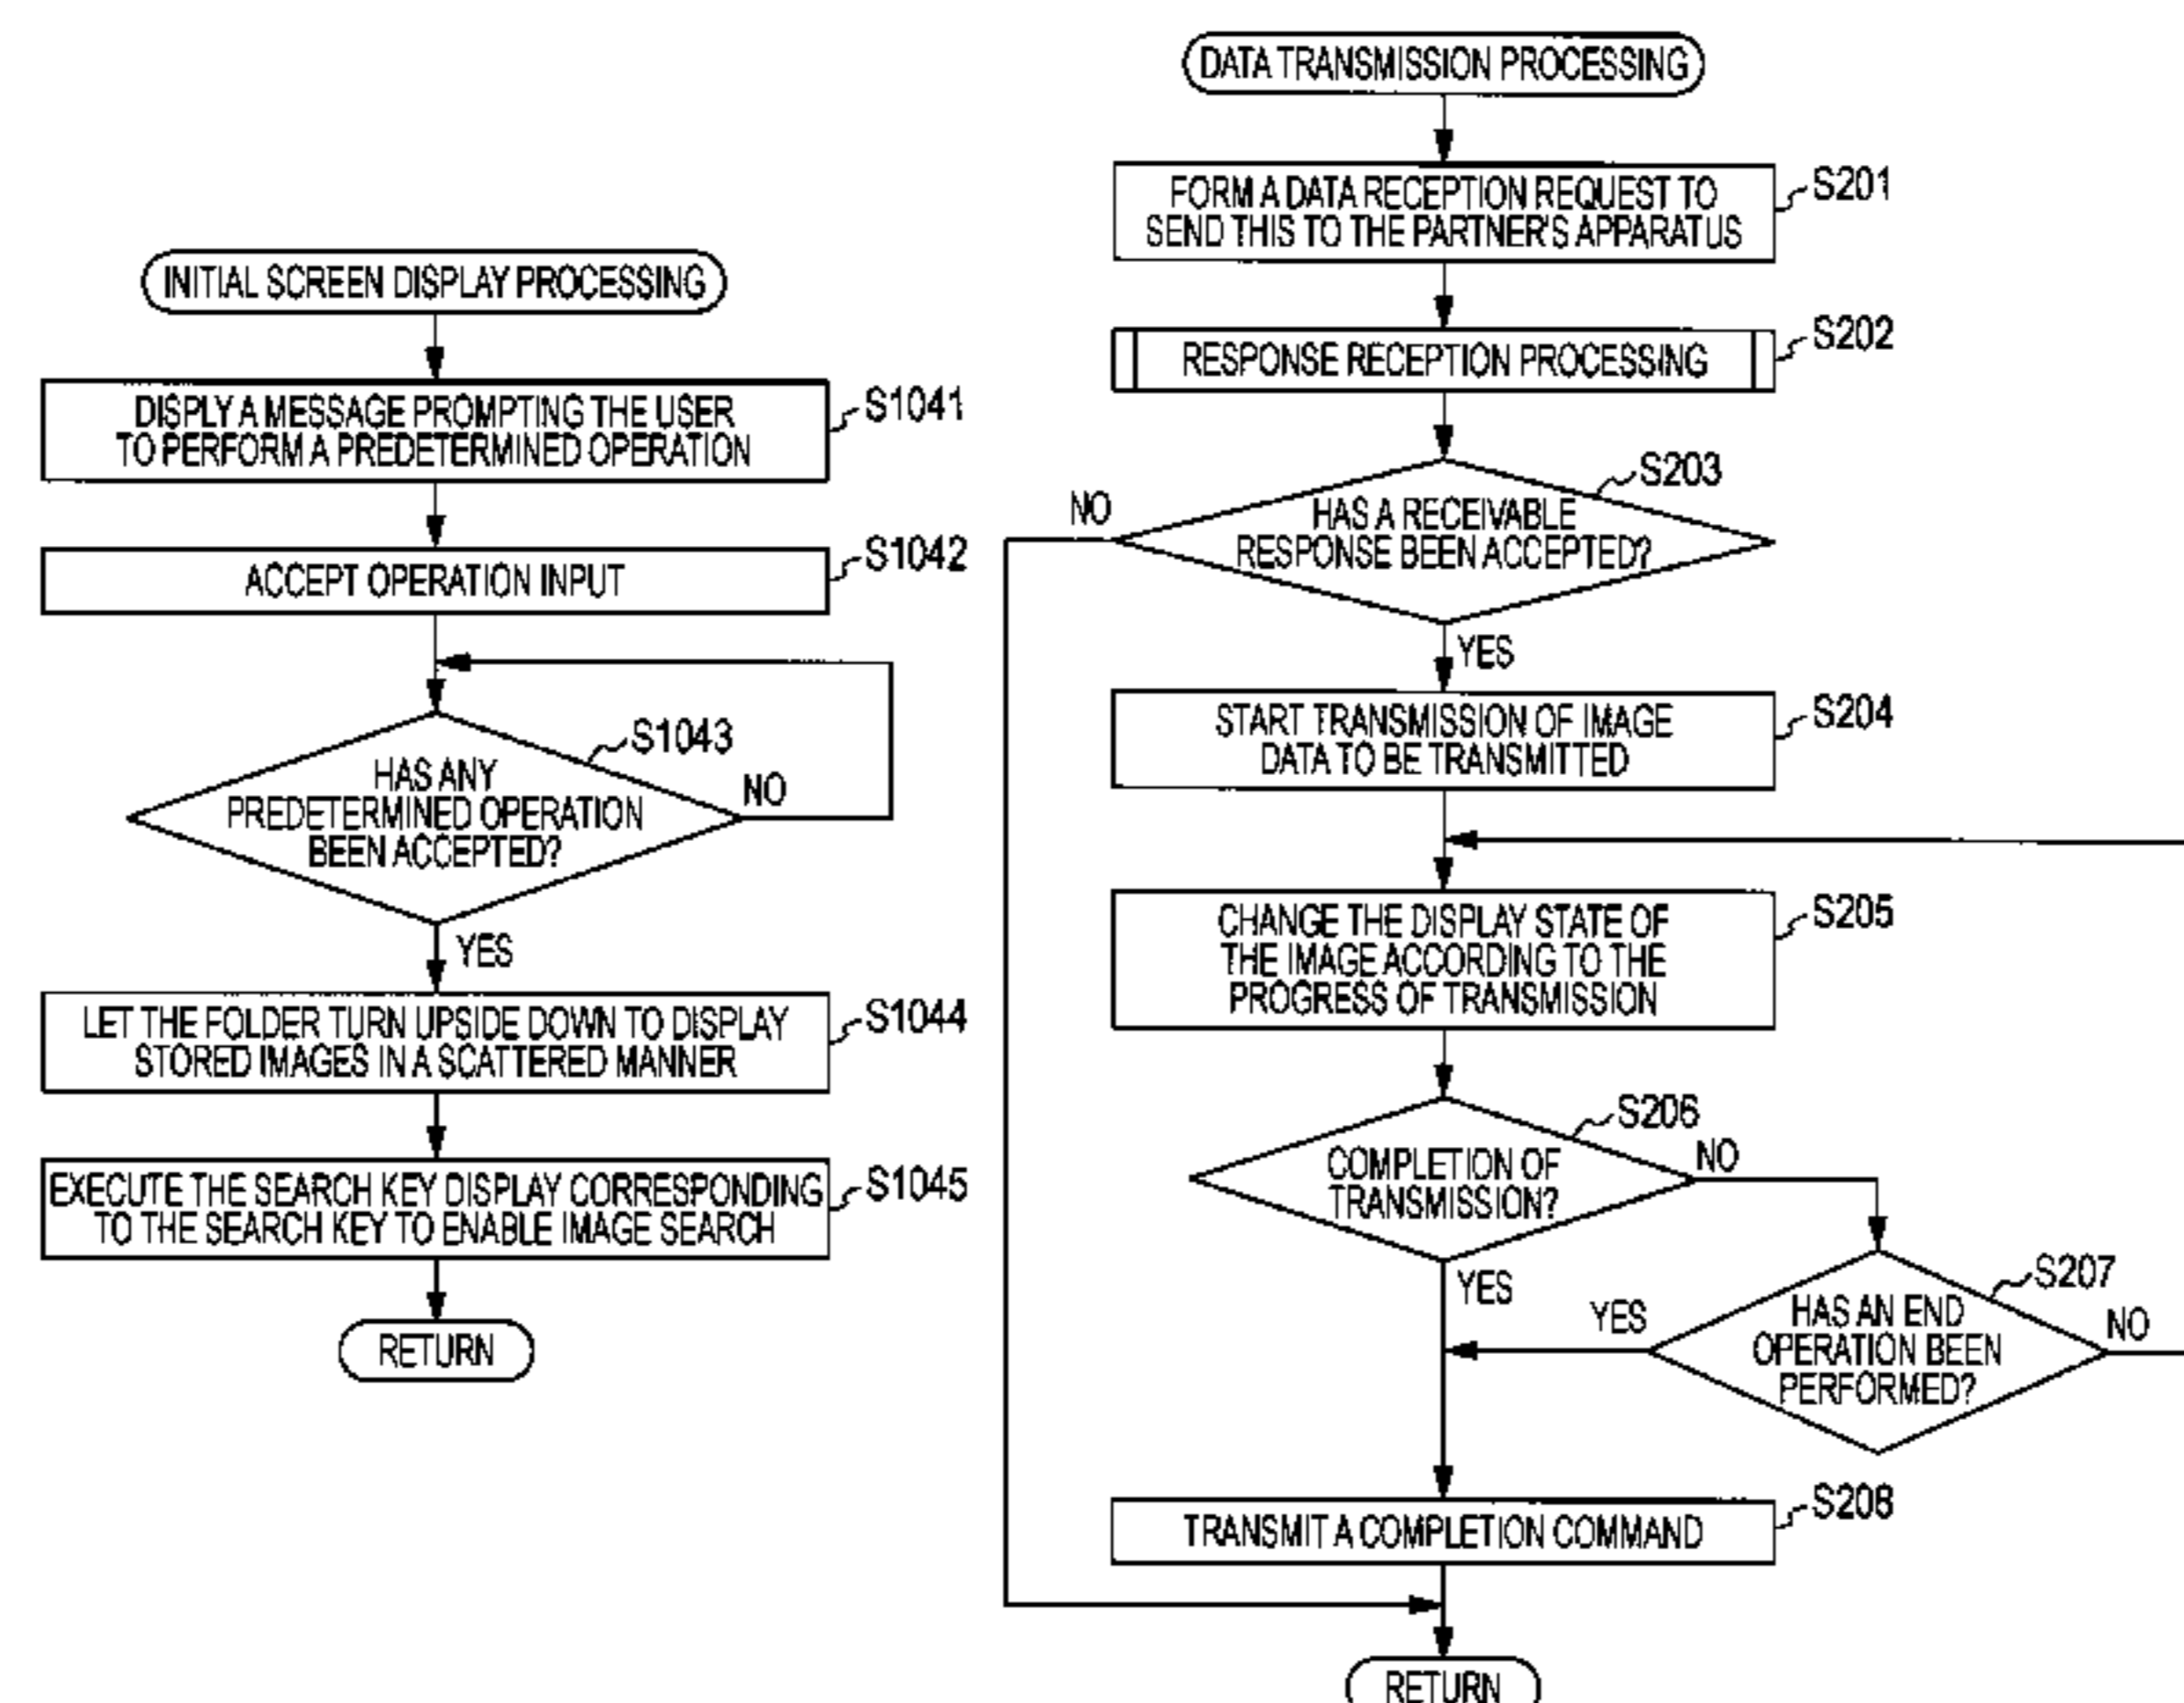 INITIAL SCREEN DISPLAY PROCESSING
DISPLY A MESSAGE PROMPTING THE USER
TO PERFORM A PREDETERMINED OPERATION
S1041
ACCEPT OPERATION INPUT
S1042
HAS ANY
PREDETERMINED OPERATION
BEEN ACCEPTED?
S1043
NO
YES
LET THE FOLDER TURN UPSIDE DOWN TO DISPLAY
STORED IMAGES IN A SCATTERED MANNER
S1044
EXECUTE THE SEARCH KEY DISPLAY CORRESPONDING
TO THE SEARCH KEY TO ENABLE IMAGE SEARCH
S1045
RETURN
DATA TRANSMISSION PROCESSING
FORM A DATA RECEPTION REQUEST TO
SEND THIS TO THE PARTNER'S APPARATUS
S201
RESPONSE RECEPTION PROCESSING
S202
HAS A RECEIVABLE
RESPONSE BEEN ACCEPTED?
S203
NO
YES
START TRANSMISSION OF IMAGE
DATA TO BE TRANSMITTED
S204
CHANGE THE DISPLAY STATE OF
THE IMAGE ACCORDING TO THE
PROGRESS OF TRANSMISSION
S205
COMPLETION OF
TRANSMISSION?
S206
NO
YES
HAS AN END
OPERATION BEEN
PERFORMED?
S207
YES
NO
TRANSMIT A COMPLETION COMMAND
S208
RETURN